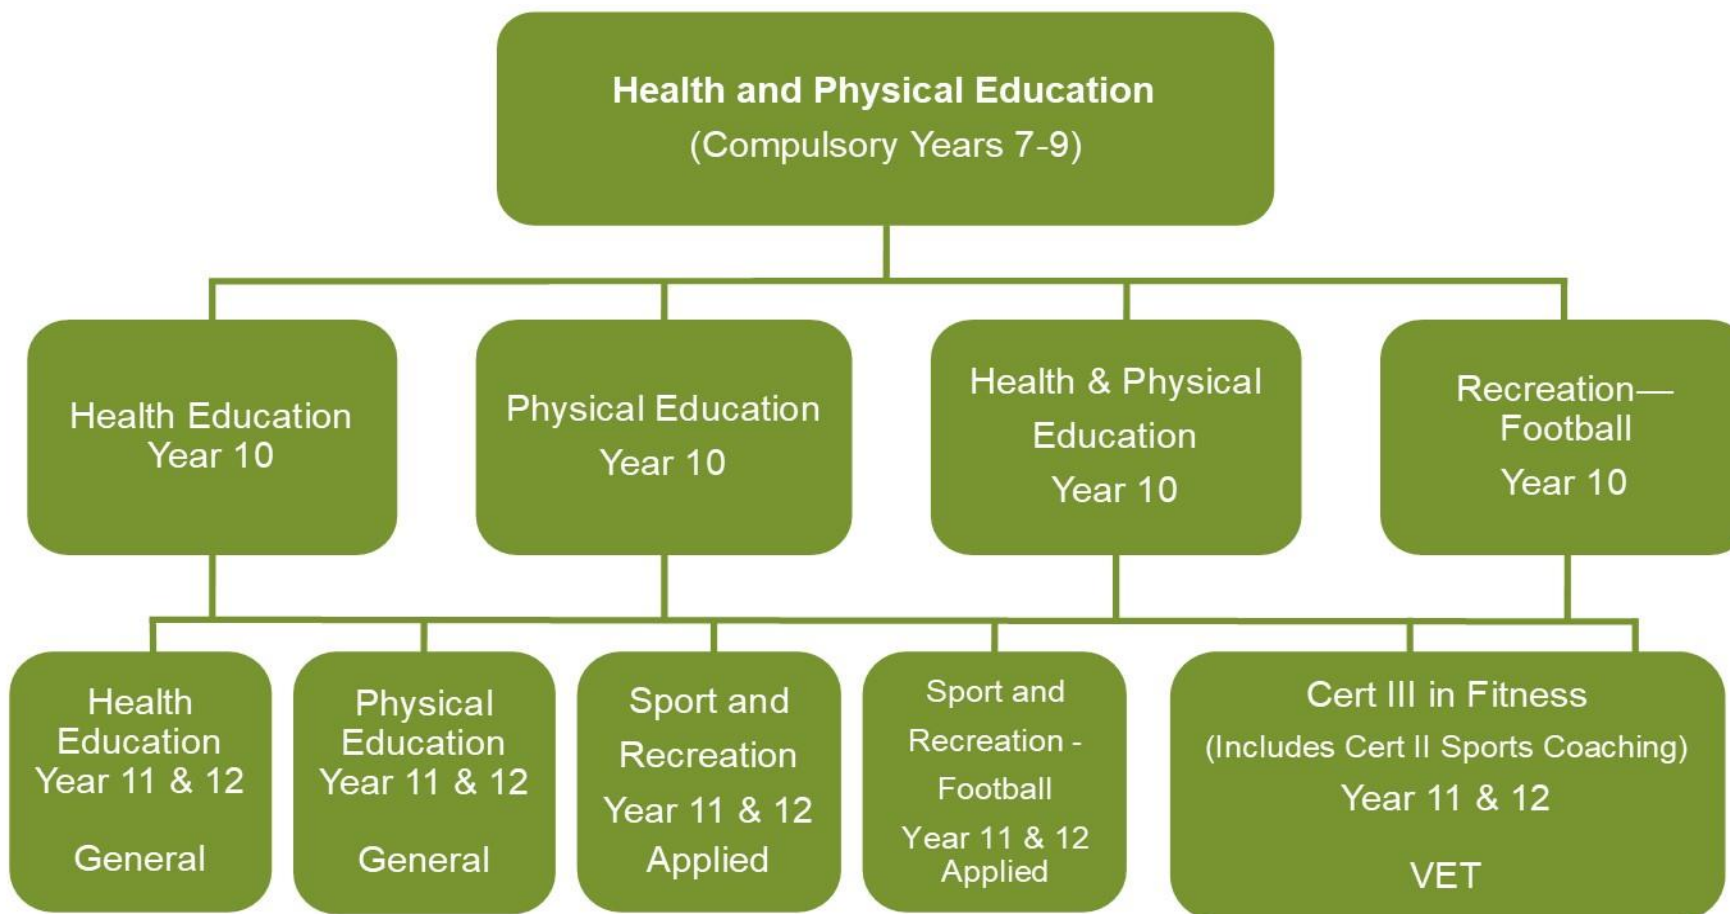 Health and Physical Education
(Compulsory Years 7-9)
Health Education
Year 10
Physical Education
Year 10
Health & Physical
Education
Year 10
Recreation—
Football
Year 10
Health
Education
Year 11 & 12
General
Physical
Education
Year 11 & 12
General
Sport and
Recreation
Year 11 & 12
Applied
Sport and
Recreation -
Football
Year 11 & 12
Applied
Cert III in Fitness
(Includes Cert II Sports Coaching)
Year 11 & 12
VET